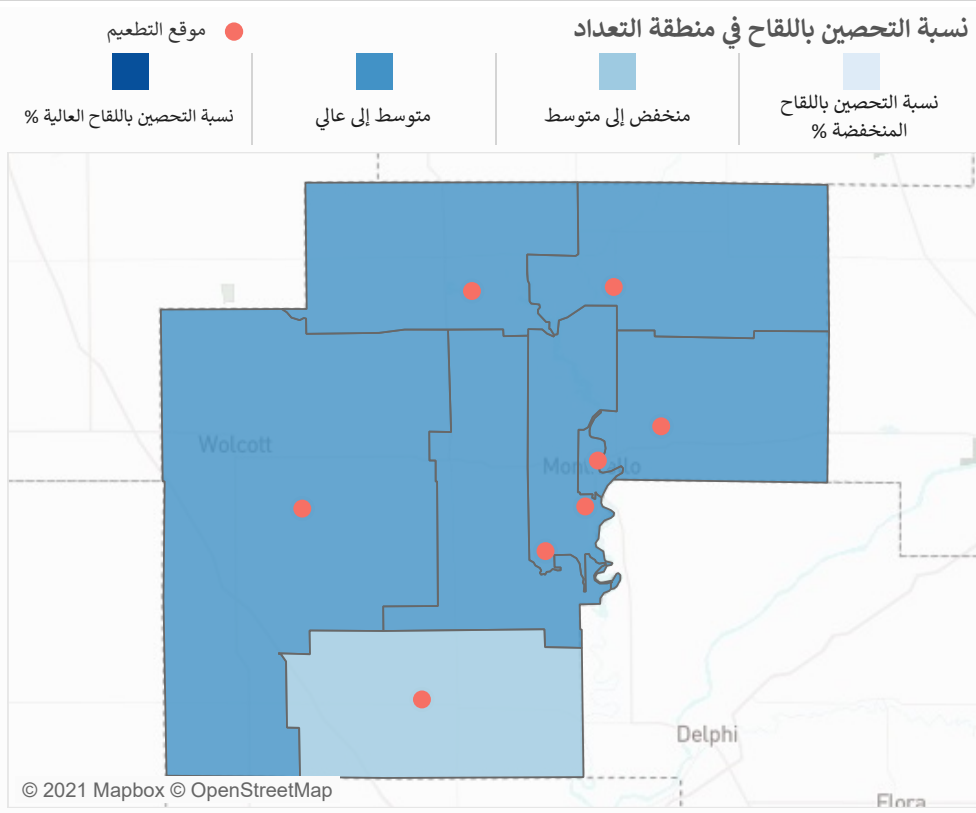 نسبة التحصين باللقاح في منطقة التعداد
موقع التطعيم
نسبة التحصين باللقاح
المنخفضة %
منخفض إلى متوسط
متوسط إلى عالي
نسبة التحصين باللقاح العالية %
Wolcott
Delphi
Flora
© 2021 Mapbox © OpenStreetMap